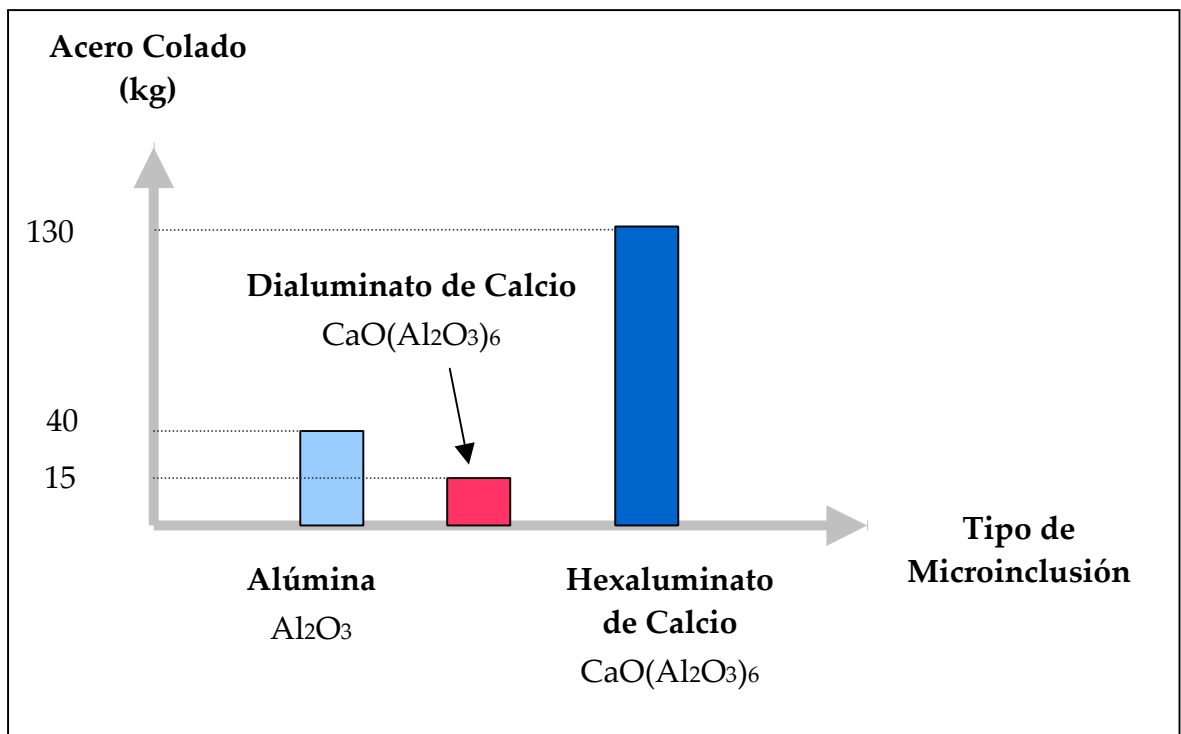 Acero Colado
(kg)
130
Dialuminato de Calcio
CaO(Al2O3)6
40
15
Tipo de
Microinclusión
Alúmina
Al2O3
Hexaluminato
de Calcio
CaO(Al2O3)6